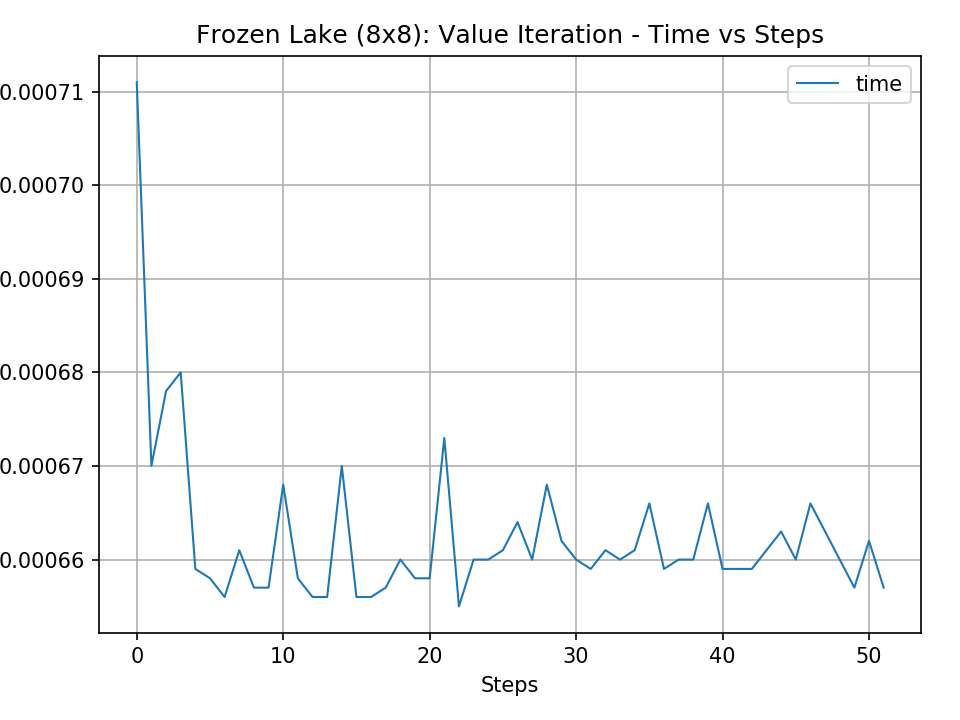 Frozen Lake (8x8): Value Iteration - Time vs Steps
time
0.00071
0.00070
0.00069
0.00068
0.00067
0.00066
0 10 20 30 40 50
Steps